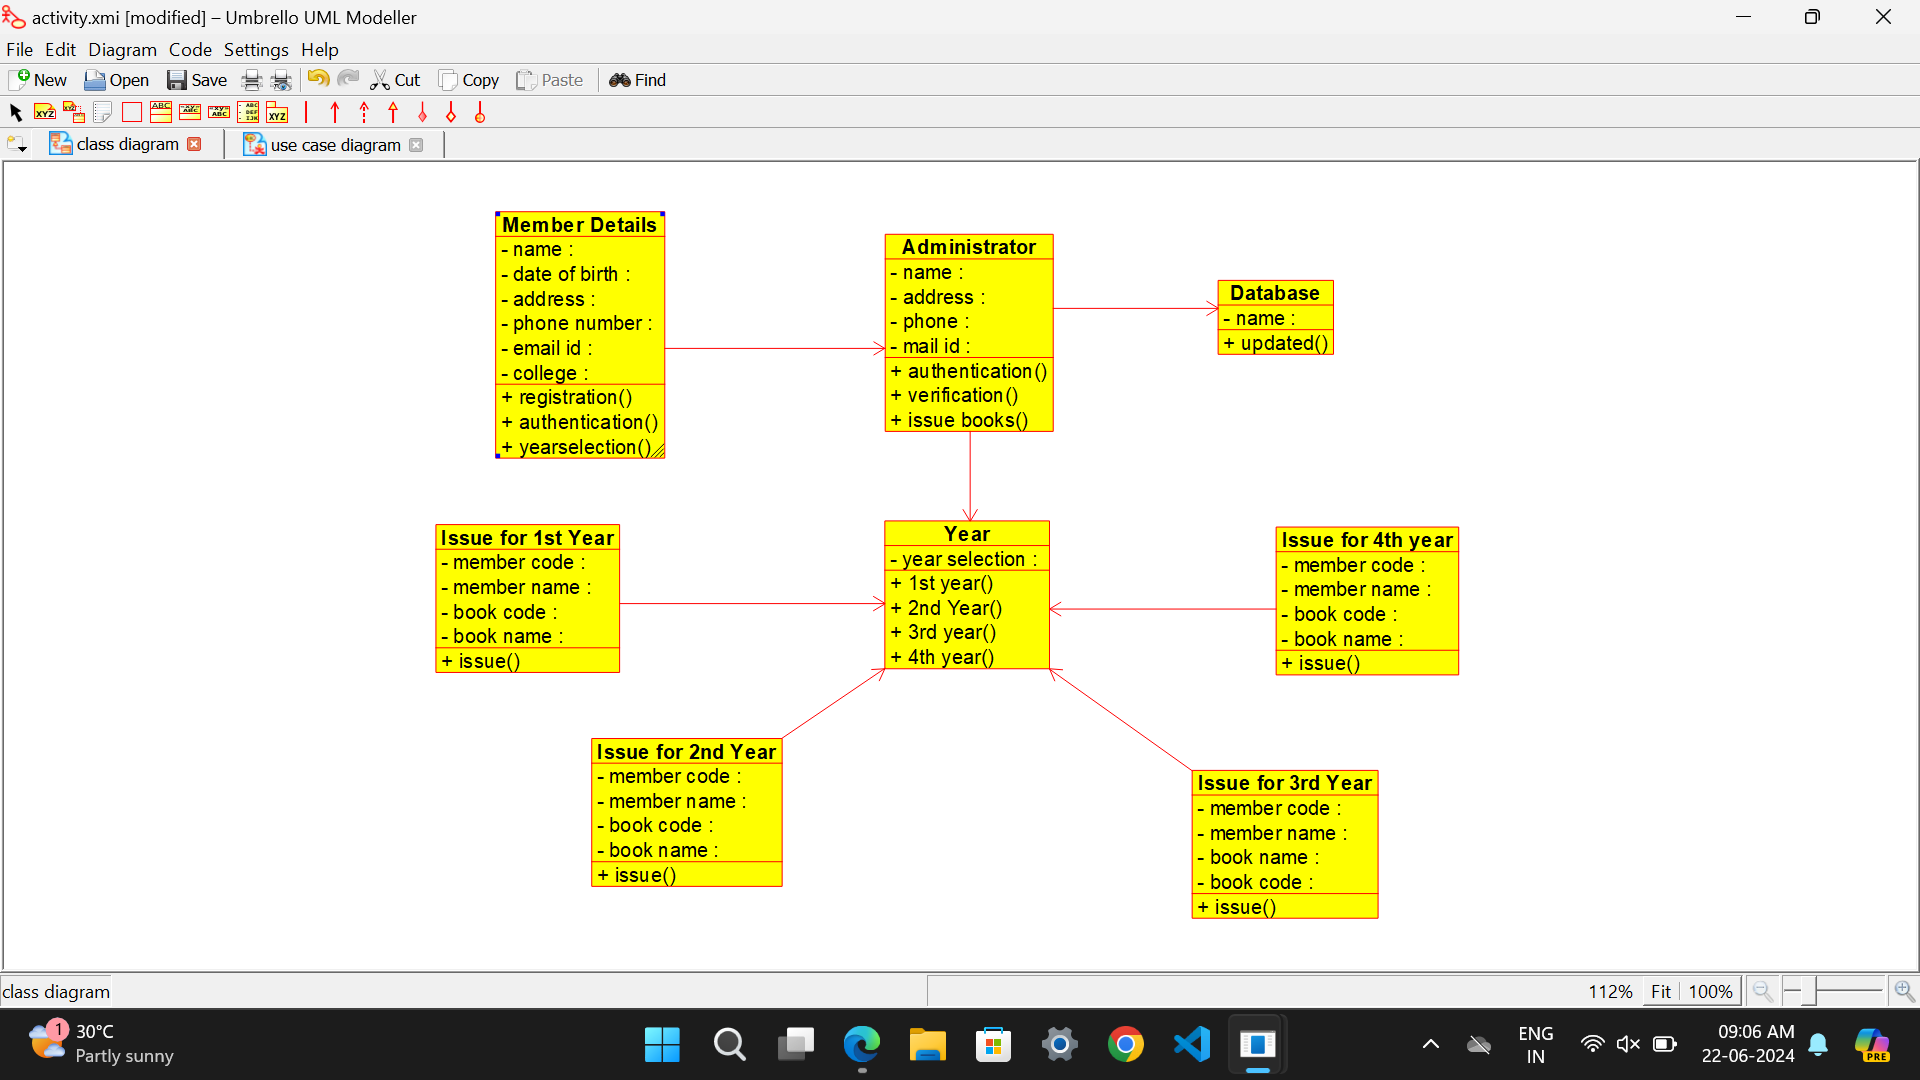 activity.xmi [modified] – Umbrello UML Modeller
File Edit Diagram Code Settings Help
New Open Save Cut Copy Paste Find
class diagram use case diagram
Member Details
- name :
- date of birth :
- address :
- phone number :
- email id :
- college :
+ registration()
+ authentication()
+ yearselection()
Administrator
- name :
- address :
- phone :
- mail id :
+ authentication()
+ verification()
+ issue books()
Database
- name :
+ updated()
Issue for 1st Year
- member code :
- member name :
- book code :
- book name :
+ issue()
Year
- year selection :
+ 1st year()
+ 2nd Year()
+ 3rd year()
+ 4th year()
Issue for 4th year
- member code :
- member name :
- book code :
- book name :
+ issue()
Issue for 2nd Year
- member code :
- member name :
- book code :
- book name :
+ issue()
Issue for 3rd Year
- member code :
- member name :
- book name :
- book code :
+ issue()
class diagram
112% Fit 100%
1
30°C
Partly sunny
ENG
IN
09:06 AM
22-06-2024
PRE